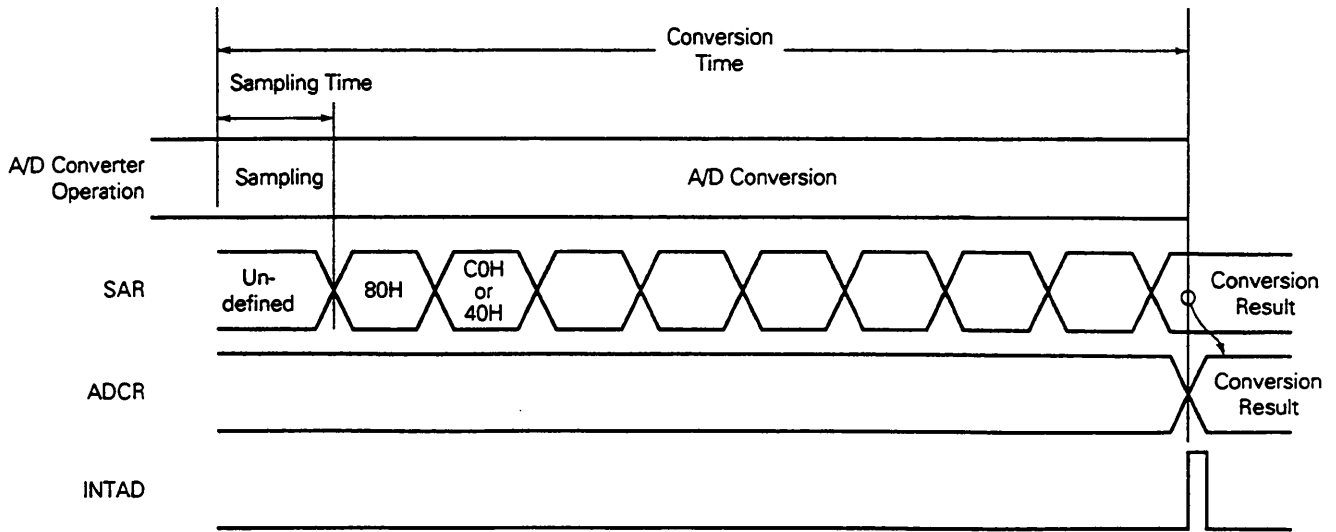 Conversion
Time
Sampling Time
A/D Converter
Operation
Sampling
A/D Conversion
SAR
Un-
defined
80H
C0H
or
40H
Conversion
Result
ADCR
Conversion
Result
INTAD